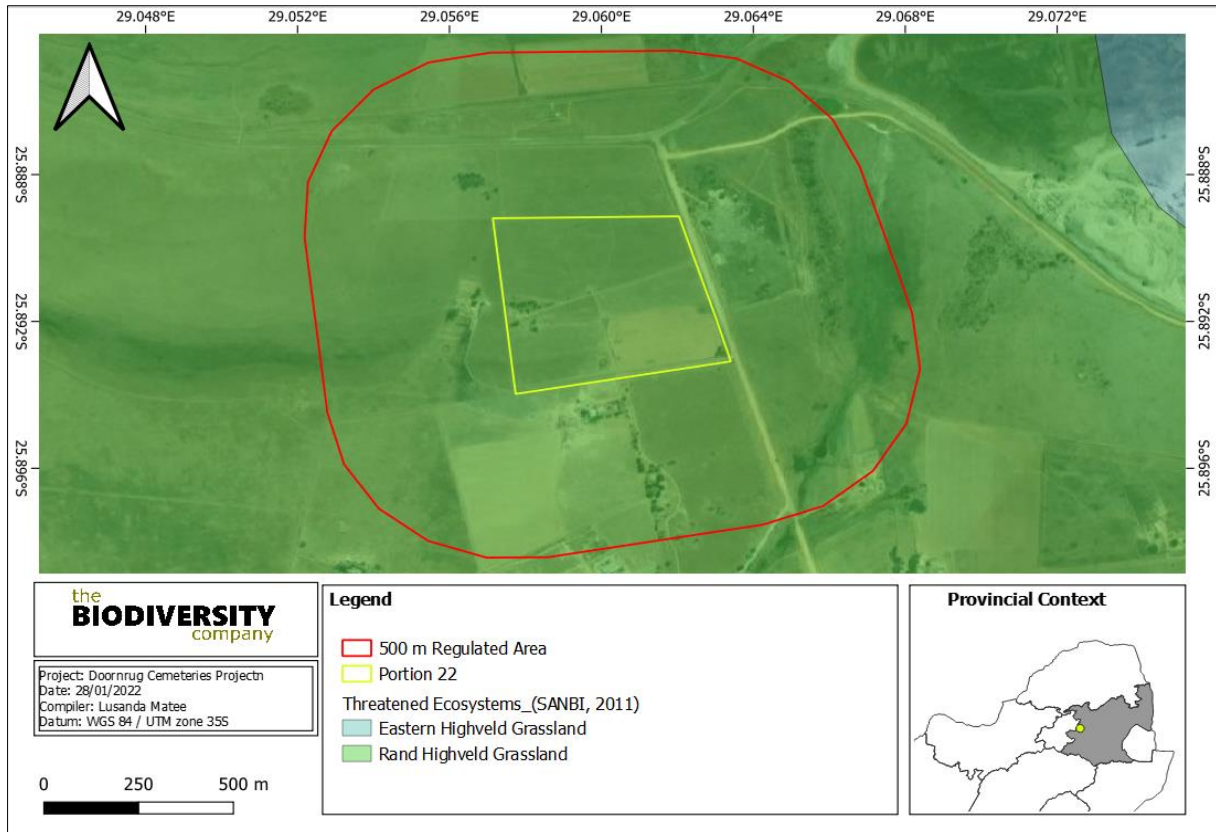 29.048°E 29.052°E 29.056°E 29.060°E 29.064°E 29.068°E 29.072°E
25.888°S 25.888°S
25.892°S 25.892°S
25.896°S 25.896°S
the
BIODIVERSITY
company
Project: Doornrug Cemeteries Projectn
Date: 28/01/2022
Compiler: Lusanda Matee
Datum: WGS 84 / UTM zone 35S
0 250 500 m
Legend
500 m Regulated Area
Portion 22
Threatened Ecosystems_(SANBI, 2011)
Eastern Highveld Grassland
Rand Highveld Grassland
Provincial Context